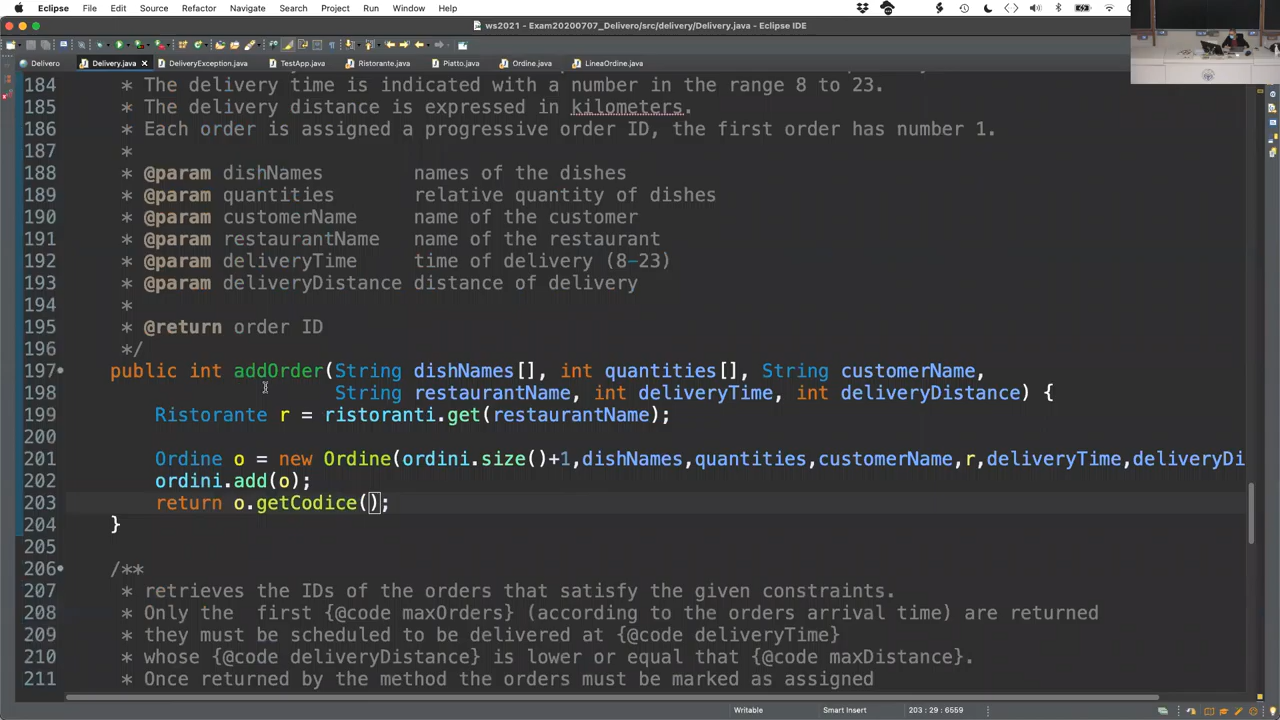 Eclipse File Edit Source Refactor Navigate Search Project Run Window Help
ws2021 - Exam20200707_Delivero/src/delivery/Delivery.java - Eclipse IDE
Delivero Delivery.java DeliveryException.java TestApp.java Ristorante.java Piatto.java Ordine.java LineaOrdine.java
184 * The delivery time is indicated with a number in the range 8 to 23.
185 * The delivery distance is expressed in kilometers.
186 * Each order is assigned a progressive order ID, the first order has number 1.
187 *
188 * @param dishNames names of the dishes
189 * @param quantities relative quantity of dishes
190 * @param customerName name of the customer
191 * @param restaurantName name of the restaurant
192 * @param deliveryTime time of delivery (8-23)
193 * @param deliveryDistance distance of delivery
194 *
195 * @return order ID
196 */
197 public int addOrder(String dishNames[], int quantities[], String customerName,
198 String restaurantName, int deliveryTime, int deliveryDistance) {
199 Ristorante r = ristoranti.get(restaurantName);
200
201 Ordine o = new Ordine(ordini.size()+1,dishNames,quantities,customerName,r,deliveryTime,deliveryDi
202 ordini.add(o);
203 return o.getCodice();
204 }
205
206 /**
207 * retrieves the IDs of the orders that satisfy the given constraints.
208 * Only the first {@code maxOrders} (according to the orders arrival time) are returned
209 * they must be scheduled to be delivered at {@code deliveryTime}
210 * whose {@code deliveryDistance} is lower or equal that {@code maxDistance}.
211 * Once returned by the method the orders must be marked as assigned
Writable Smart Insert 203 : 29 : 6559